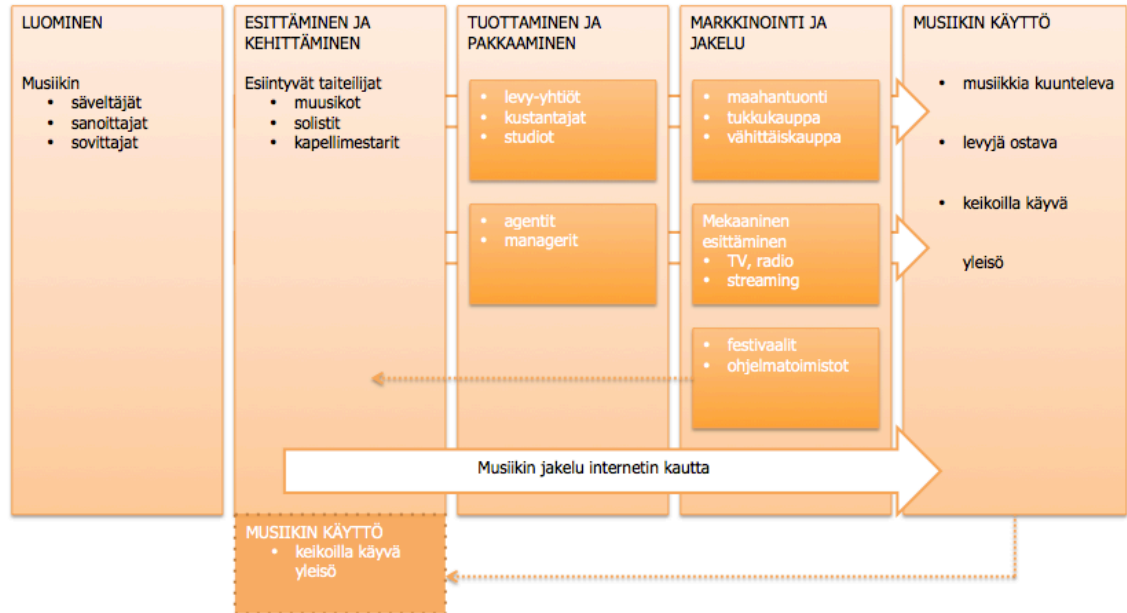 LUOMINEN
Musiikin
• säveltäjät
• sanoittajat
• sovittajat
ESITTÄMINEN JA
KEHITTÄMINEN
Esiintyvät taiteilijat
• muusikot
• solistit
• kapellimestarit
TUOTTAMINEN JA
PAKKAAMINEN
• levy-yhtiöt
• kustantajat
• studiot
• agentit
• managerit
MARKKINOINTI JA
JAKELU
• maahantuonti
• tukkukauppa
• vähittäiskauppa
Mekaaninen
esittäminen
• TV, radio
• streaming
• festivaalit
• ohjelmatoimistot
MUSIIKIN KÄYTTÖ
• musiikkia kuunteleva
• levyjä ostava
• keikoilla käyvä
yleisö
Musiikin jakelu internetin kautta
MUSIIKIN KÄYTTÖ
• keikoilla käyvä
yleisö